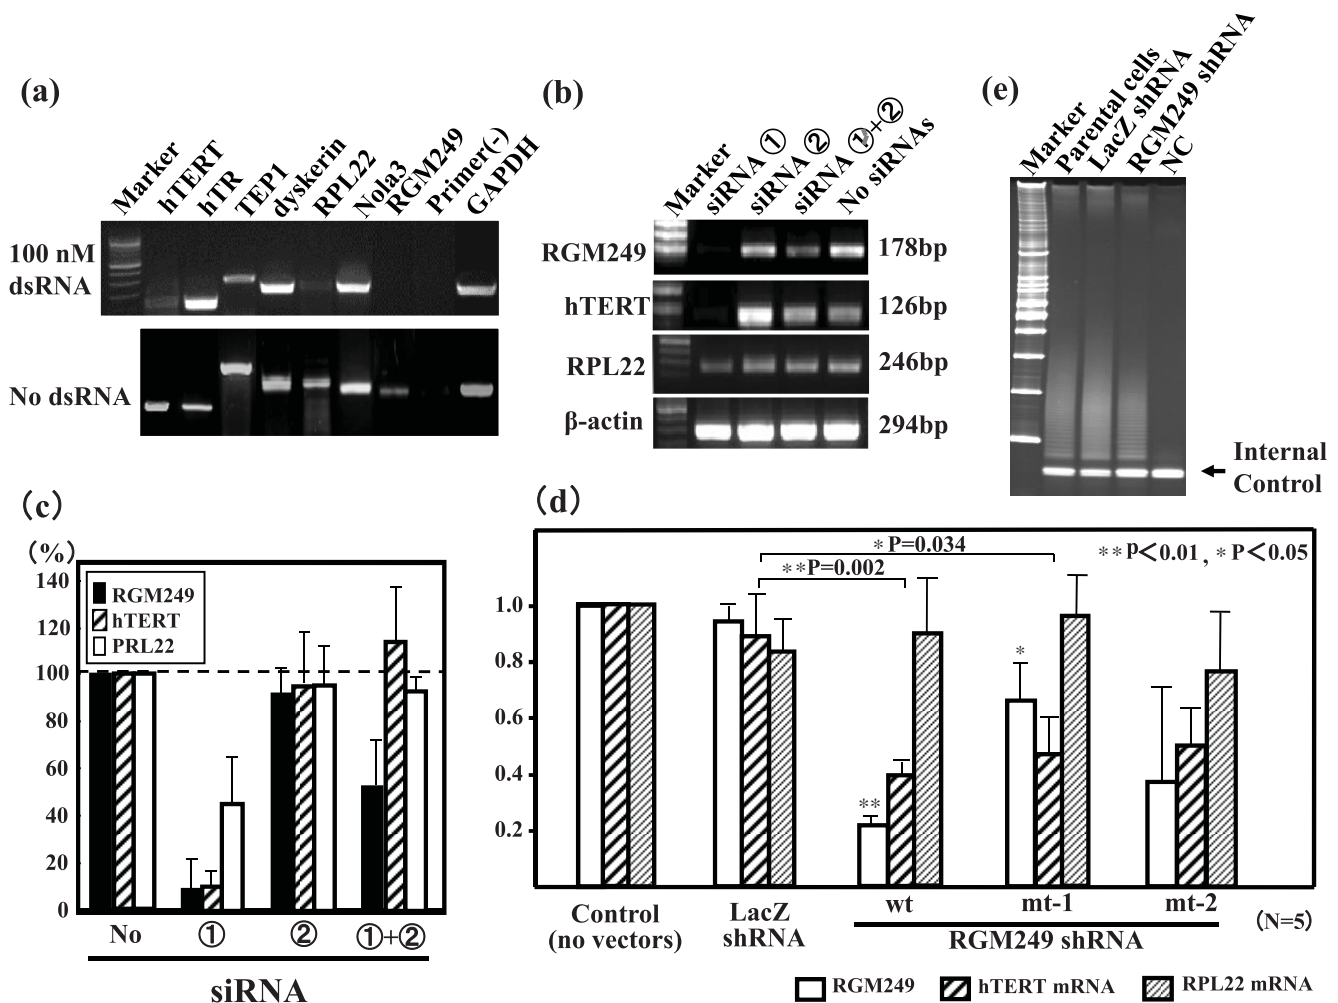 (a)
Marker
hTERT
hTR
TEP1
dyskerin
RPL22
Nola3
RGM249
Primer(-)
GAPDH
100 nM
dsRNA
No dsRNA
(b)
Marker
siRNA ①
siRNA ②
siRNA ①+②
No siRNAs
RGM249
178bp
hTERT
126bp
RPL22
246bp
β-actin
294bp
(e)
Marker
Parental cells
LacZ shRNA
RGM249 shRNA
NC
Internal
Control
(c)
(%)
140
120
100
80
60
40
20
0
RGM249
hTERT
PRL22
No
①
②
①+②
siRNA
(d)
*P=0.034
**P=0.002
**p<0.01 , *P<0.05
1.0
0.8
0.6
0.4
0.2
**
*
Control
(no vectors)
LacZ
shRNA
wt
mt-1
mt-2
RGM249 shRNA
(N=5)
RGM249
hTERT mRNA
RPL22 mRNA